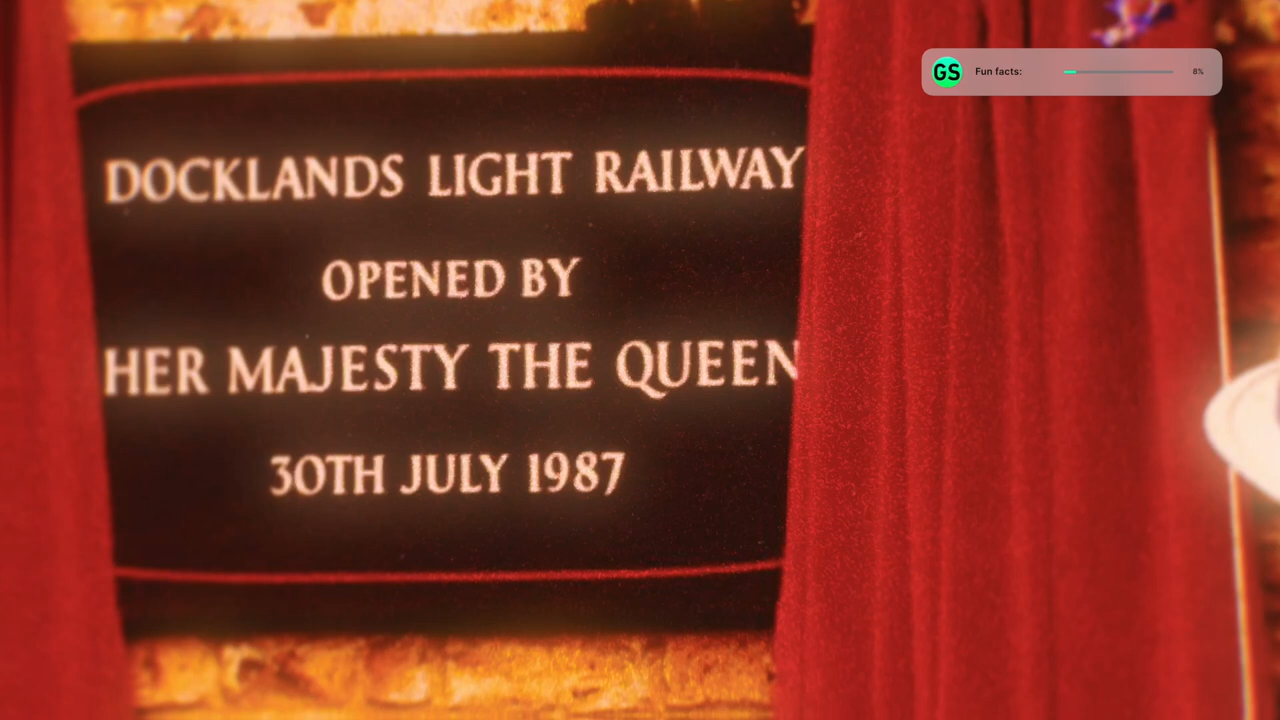 DOCKLANDS LIGHT RAILWAY
OPENED BY
HER MAJESTY THE QUEEN
30TH JULY 1987
GS Fun facts: 8%